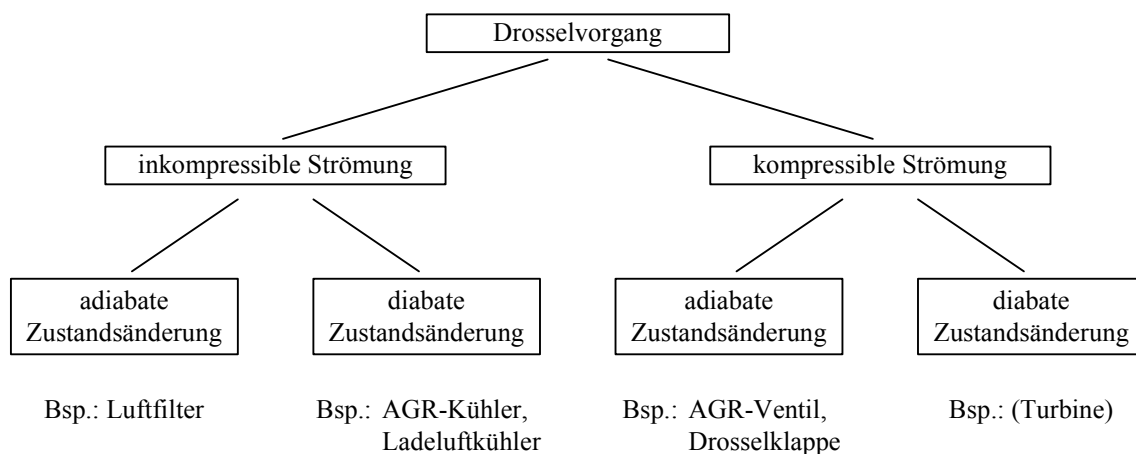 Drosselvorgang
inkompressible Strömung
kompressible Strömung
adiabate
Zustandsänderung
diabate
Zustandsänderung
adiabate
Zustandsänderung
diabate
Zustandsänderung
Bsp.: Luftfilter
Bsp.: AGR-Kühler,
Ladeluftkühler
Bsp.: AGR-Ventil,
Drosselklappe
Bsp.: (Turbine)